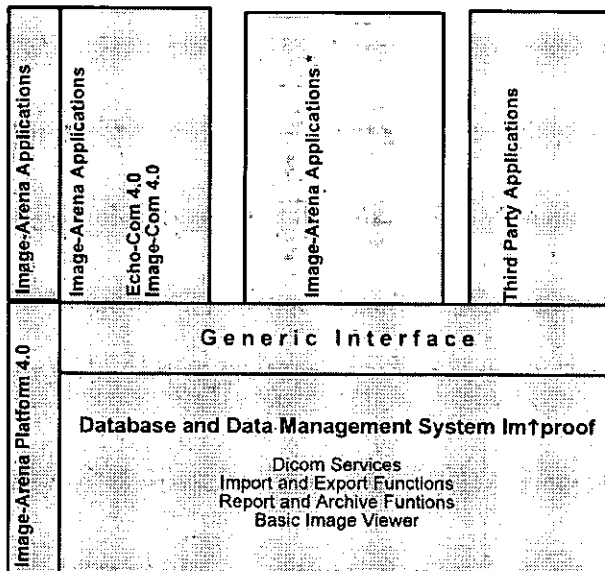 Image-Arena Applications
Image-Arena Applications
Echo-Com 4.0
Image-Com 4.0
Image-Arena Applications *
Third Party Applications
Image-Arena Platform 4.0
Generic Interface
Database and Data Management System Im↑proof
Dicom Services
Import and Export Functions
Report and Archive Funtions
Basic Image Viewer